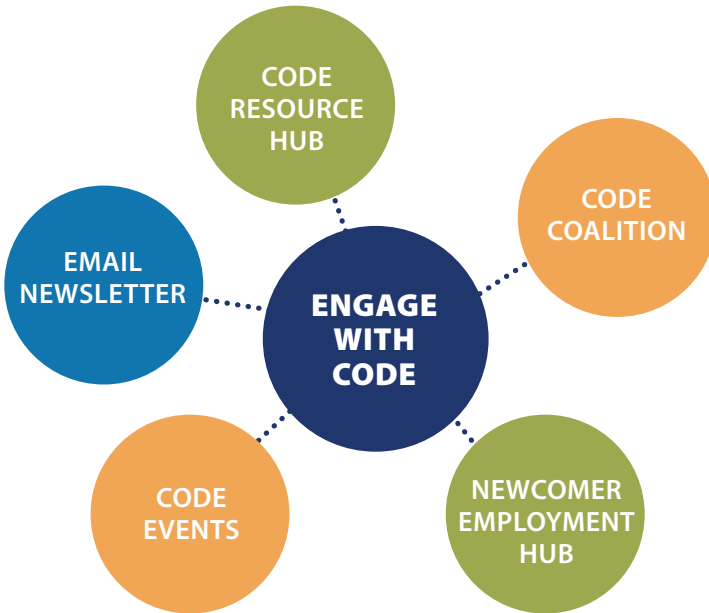 CODE
RESOURCE
HUB
CODE
COALITION
EMAIL
NEWSLETTER
ENGAGE
WITH
CODE
NEWCOMER
EMPLOYMENT
HUB
CODE
EVENTS